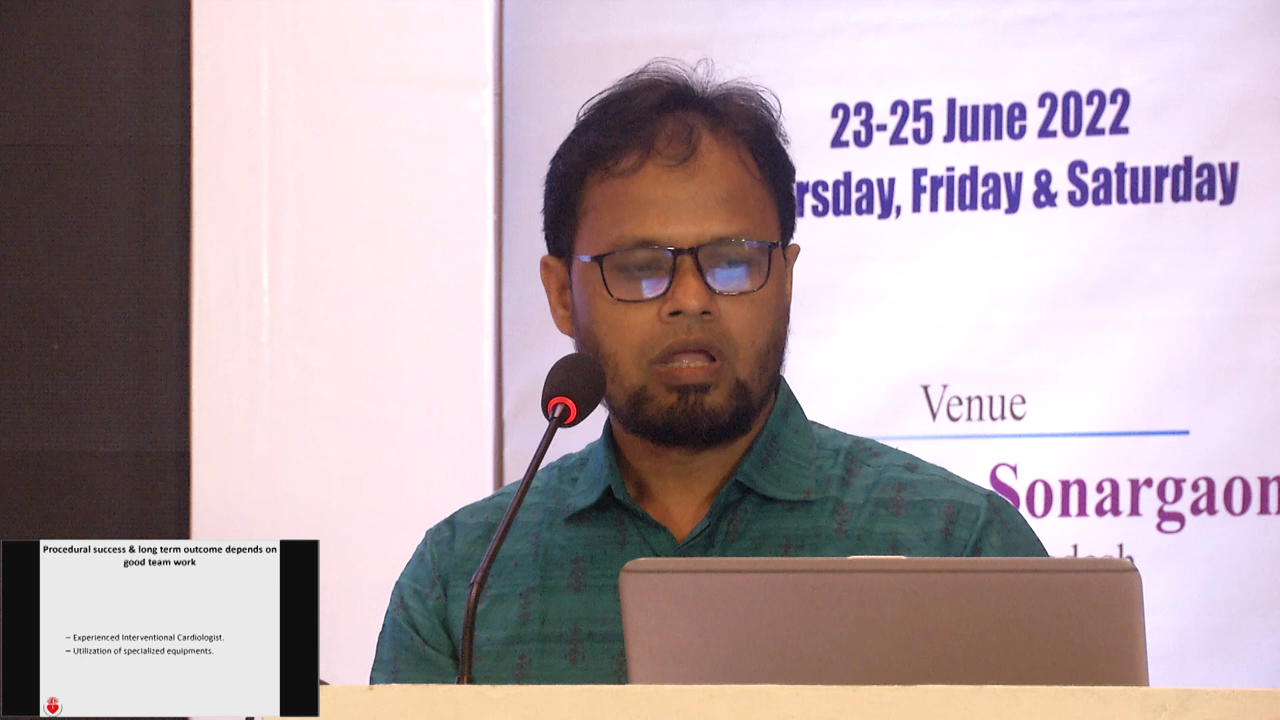 23-25 June 2022
rsday, Friday & Saturday
Venue
Sonargaon
desh
Procedural success & long term outcome depends on
good team work
– Experienced Interventional Cardiologist.
– Utilization of specialized equipments.